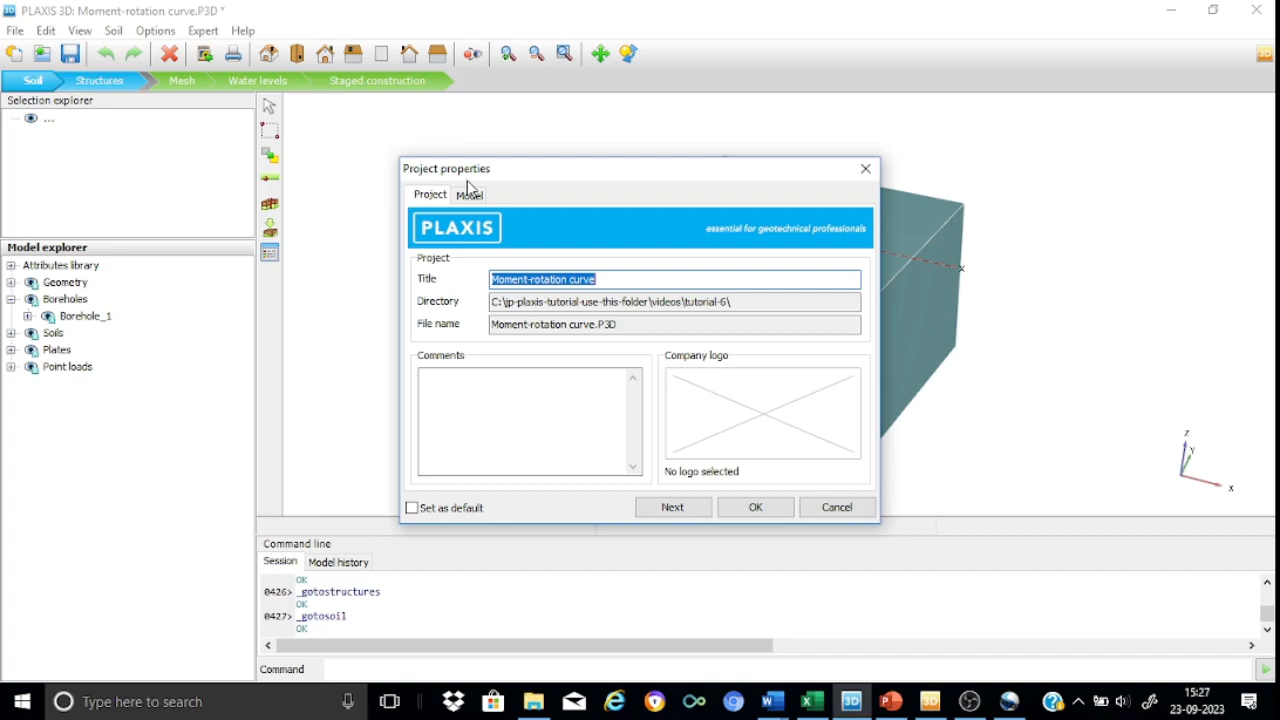 PLAXIS 3D: Moment-rotation curve.P3D *
File Edit View Soil Options Expert Help
3D
Soil Structures Mesh Water levels Staged construction
Selection explorer
...
Model explorer
Attributes library
Geometry
Boreholes
Borehole_1
Soils
Plates
Point loads
Project properties
Project Model
PLAXIS essential for geotechnical professionals
Project
Title Moment-rotation curve
Directory C:\jp-plaxis-tutorial-use-this-folder\videos\tutorial-6\
File name Moment-rotation curve.P3D
Comments Company logo
No logo selected
Set as default Next OK Cancel
x
Z
Y
X
Command line
Session Model history
OK
0426> _gotostructures
OK
0427> _gotosoil
OK
Command
Type here to search
15:27
23-09-2023